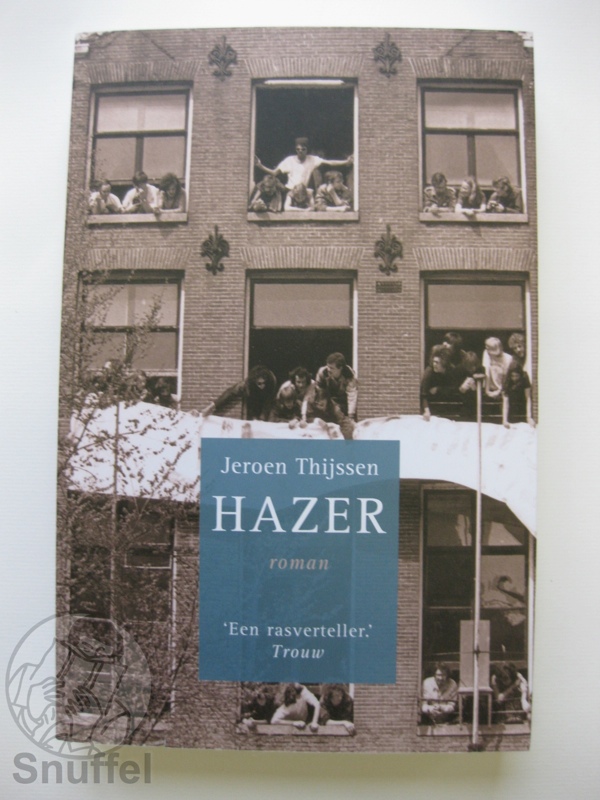 Jeroen Thijssen
HAZER
roman
‘Een rasverteller.’
Trouw
Snuffel